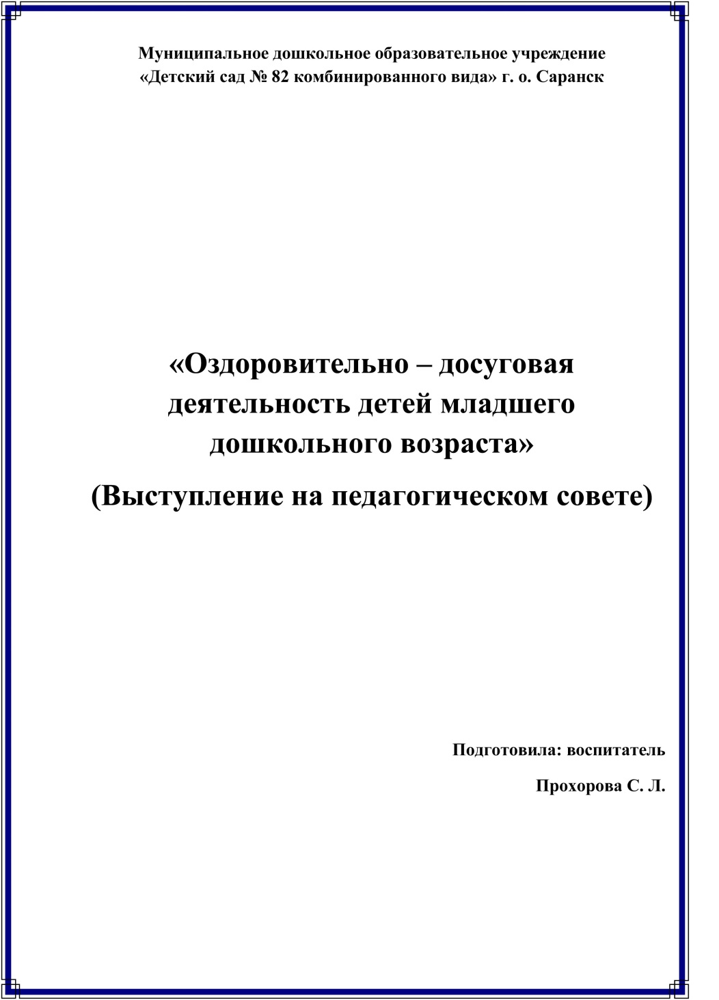 Муниципальное дошкольное образовательное учреждение
«Детский сад № 82 комбинированного вида» г. о. Саранск
«Оздоровительно – досуговая
деятельность детей младшего
дошкольного возраста»
(Выступление на педагогическом совете)
Подготовила: воспитатель
Прохорова С. Л.